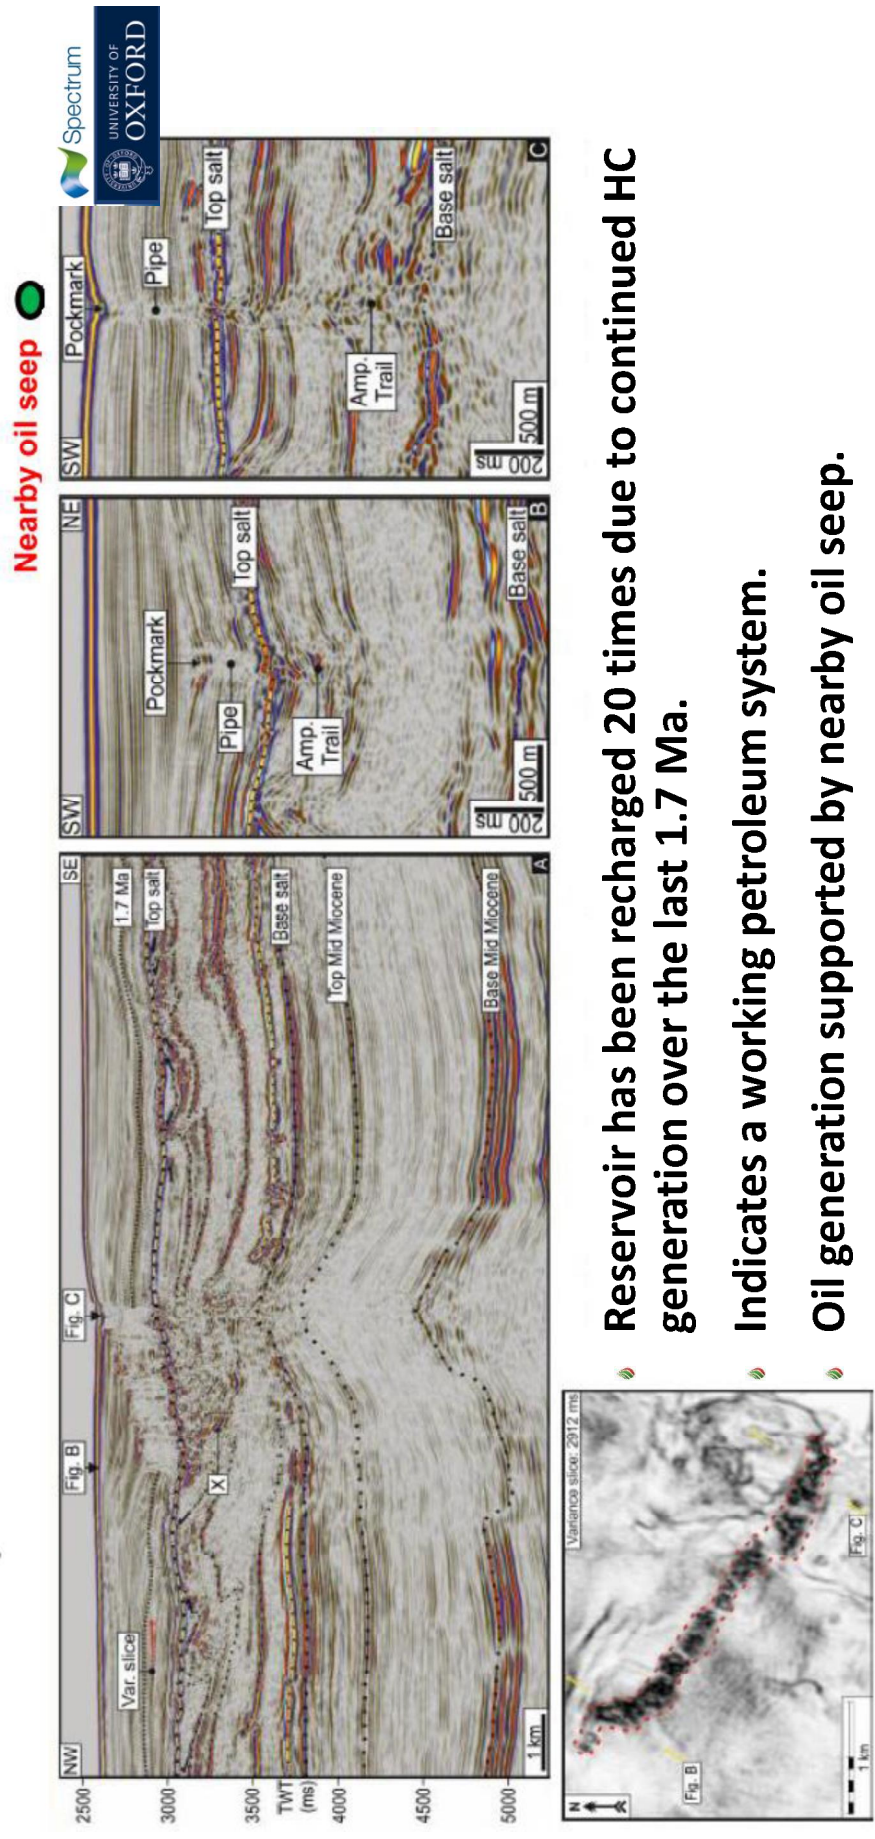 Nearby oil seep
Spectrum
UNIVERSITY OF
OXFORD
NW
Fig. B
Fig. C
SE
Var. slice
X
1.7 Ma
Top salt
Base salt
Top Mid Miocene
Base Mid Miocene
2500
3000
3500
TWT
(ms)
4000
4500
5000
1 km
A
SW
NE
Pockmark
Pipe
Top salt
Amp.
Trail
Base salt
200 ms
500 m
B
SW
Pockmark
Pipe
Top salt
Amp.
Trail
Base salt
200 ms
500 m
C
Variance slice: 2912 ms
N
Fig. B
Fig. C
1 km
Reservoir has been recharged 20 times due to continued HC
generation over the last 1.7 Ma.
Indicates a working petroleum system.
Oil generation supported by nearby oil seep.